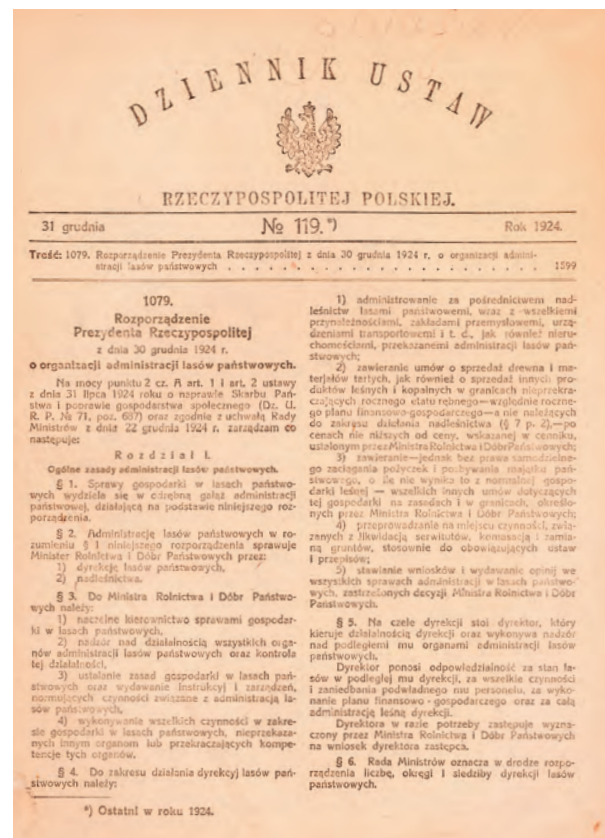 DZIENNIK USTAW
RZECZYPOSPOLITEJ POLSKIEJ.
31 grudnia
№ 119.*)
Rok 1924.
Treść: 1079. Rozporządzenie Prezydenta Rzeczypospolitej z dnia 30 grudnia 1924 r. o organizacji admini-
stracji lasów państwowych . . . . . . . . . . . . . . . . . . . . . . 1599
1079.
Rozporządzenie
Prezydenta Rzeczypospolitej
z dnia 30 grudnia 1924 r.
o organizacji administracji lasów państwowych.
Na mocy punktu 2 cz. A art. 1 i art. 2 ustawy
z dnia 31 lipca 1924 roku o naprawie Skarbu Pań-
stwa i poprawie gospodarstwa społecznego (Dz. U.
R. P. № 71, poz. 687) oraz zgodnie z uchwałą Rady
Ministrów z dnia 22 grudnia 1924 r. zarządzam co
następuje:
Rozdział I.
Ogólne zasady administracji lasów państwowych.
§ 1. Sprawy gospodarki w lasach państwo-
wych wydziela się w odrębną gałąź administracji
państwowej, działającą na podstawie niniejszego roz-
porządzenia.
§ 2. Administrację lasów państwowych w ro-
zumieniu § 1 niniejszego rozporządzenia sprawuje
Minister Rolnictwa i Dóbr Państwowych przez:
1) dyrekcje lasów państwowych,
2) nadleśnictwa.
§ 3. Do Ministra Rolnictwa i Dóbr Państwo-
wych należy:
1) naczelne kierownictwo sprawami gospodar-
ki w lasach państwowych,
2) nadzór nad działalnością wszystkich orga-
nów administracji lasów państwowych oraz kontrola
tej działalności,
3) ustalanie zasad gospodarki w lasach pań-
stwowych oraz wydawanie instrukcyj i zarządzeń,
normujących czynności związane z administracją la-
sów państwowych,
4) wykonywanie wszelkich czynności w zakre-
sie gospodarki w lasach państwowych, nieprzekaza-
nych innym organom lub przekraczających kompe-
tencje tych organów.
§ 4. Do zakresu działania dyrekcyj lasów pań-
stwowych należy:
*) Ostatni w roku 1924.
1) administrowanie za pośrednictwem nad-
leśnictw lasami państwowemi, wraz z wszelkiemi
przynależnościami, zakładami przemysłowemi, urzą-
dzeniami transportowemi i t. d., jak również nieru-
chomościami, przekazanemi administracji lasów pań-
stwowych;
2) zawieranie umów o sprzedaż drewna i ma-
terjałów tartych, jak również o sprzedaż innych pro-
duktów leśnych i kopalnych w granicach nieprzekra-
czających rocznego etatu rębnego—względnie roczne-
go planu finansowo-gospodarczego—a nie należących
do zakresu działania nadleśnictwa (§ 7 p. 2),—po
cenach nie niższych od ceny, wskazanej w cenniku,
ustalonym przez Ministra Rolnictwa i Dóbr Państwowych;
3) zawieranie—jednak bez prawa samodzielne-
go zaciągania pożyczek i pozbywania majątku pań-
stwowego, o ile nie wynika to z normalnej gospo-
darki leśnej — wszelkich innych umów dotyczących
tej gospodarki na zasadach i w granicach, określo-
nych przez Ministra Rolnictwa i Dóbr Państwowych;
4) przeprowadzanie na miejscu czynności, zwią-
zanych z likwidacją serwitutów, komasacją i zamia-
ną gruntów, stosownie do obowiązujących ustaw
i przepisów;
5) stawianie wniosków i wydawanie opinij we
wszystkich sprawach administracji w lasach państwo-
wych, zastrzeżonych decyzji Ministra Rolnictwa i Dóbr
Państwowych.
§ 5. Na czele dyrekcji stoi dyrektor, który
kieruje działalnością dyrekcji oraz wykonywa nadzór
nad podległemi mu organami administracji lasów
państwowych.
Dyrektor ponosi odpowiedzialność za stan la-
sów w podległej mu dyrekcji, za wszelkie czynności
i zaniedbania podwładnego mu personelu, za wyko-
nanie planu finansowo-gospodarczego oraz za całą
administrację leśną dyrekcji.
Dyrektora w razie potrzeby zastępuje wyzna-
czony przez Ministra Rolnictwa i Dóbr Państwowych
na wniosek dyrektora zastępca.
§ 6. Rada Ministrów oznacza w drodze rozpo-
rządzenia liczbę, okręgi i siedziby dyrekcji lasów
państwowych.